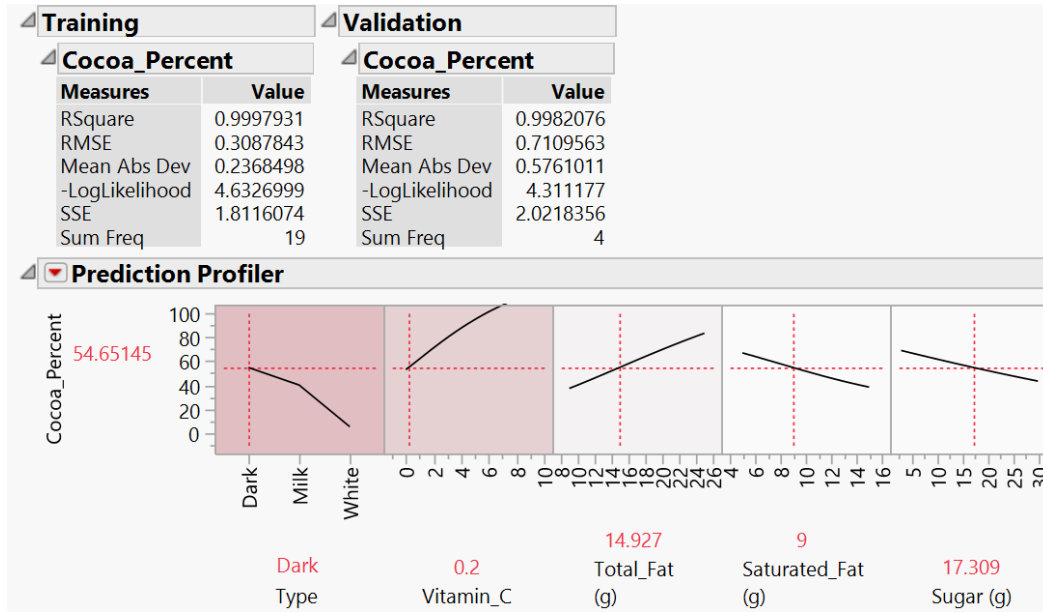 Training
Cocoa_Percent
Measures Value
RSquare 0.9997931
RMSE 0.3087843
Mean Abs Dev 0.2368498
-LogLikelihood 4.6326999
SSE 1.8116074
Sum Freq 19
Validation
Cocoa_Percent
Measures Value
RSquare 0.9982076
RMSE 0.7109563
Mean Abs Dev 0.5761011
-LogLikelihood 4.311177
SSE 2.0218356
Sum Freq 4
Prediction Profiler
Cocoa_Percent
54.65145
100
80
60
40
20
0
Dark
Milk
White
0 2 4 6 8 10
8 10 12 14 16 18 20 22 24 26
4 6 8 10 12 14 16
5 10 15 20 25 30
Dark
Type
0.2
Vitamin_C
14.927
Total_Fat
(g)
9
Saturated_Fat
(g)
17.309
Sugar (g)